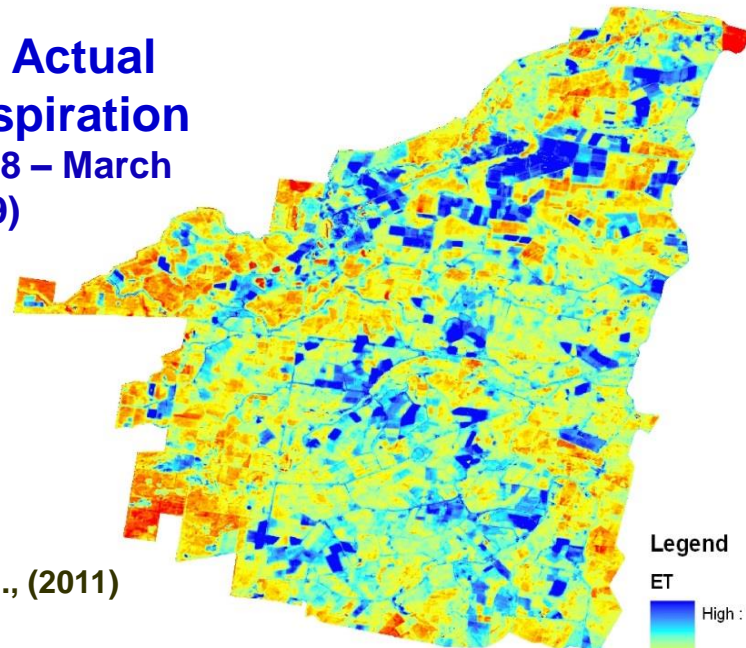 Actual
spiration
8 – March
9)
., (2011)
Legend
ET
High :